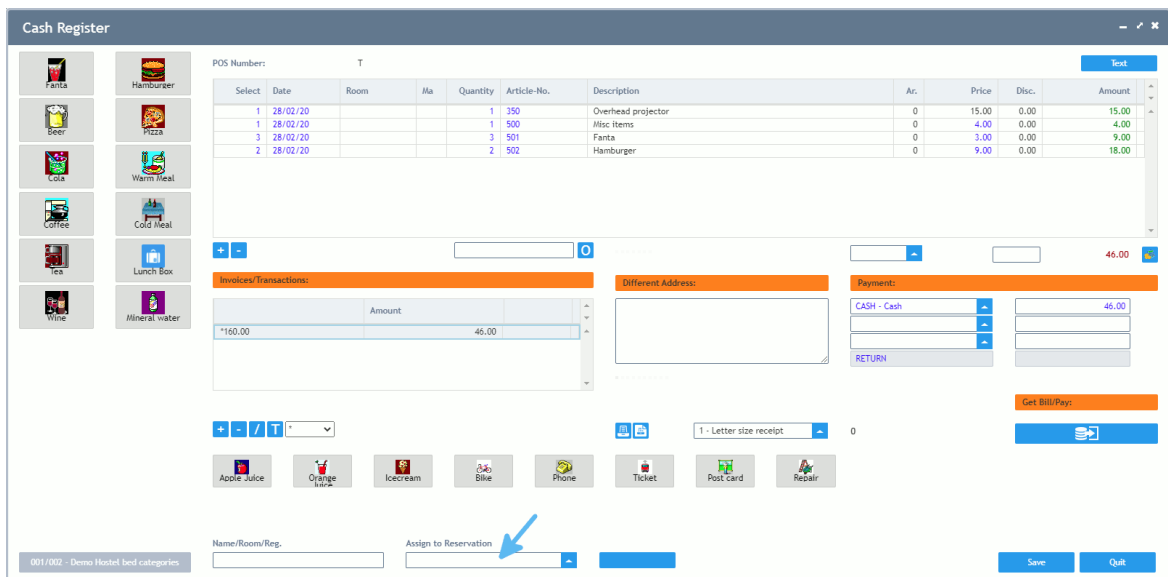 Cash Register
Fanta
Hamburger
Beer
Pizza
Cola
Warm Meal
Coffee
Cold Meal
Tea
Lunch Box
Wine
Mineral water
POS Number: T
Text
Select Date Room Ma Quantity Article-No. Description Ar. Price Disc. Amount
1 28/02/20 1 350 Overhead projector 0 15.00 0.00 15.00
1 28/02/20 1 500 Misc items 0 4.00 0.00 4.00
3 28/02/20 3 501 Fanta 0 3.00 0.00 9.00
2 28/02/20 2 502 Hamburger 0 9.00 0.00 18.00
+ - O 46.00
Invoices/Transactions:
Amount
*160.00 46.00
Different Address:
Payment:
CASH - Cash 46.00
RETURN
Get Bill/Pay:
+ - / T *
1 - Letter size receipt 0
Apple Juice
Orange Juice
Icecream
Bike
Phone
Ticket
Post card
Repair
Name/Room/Reg.
Assign to Reservation
001/002 - Demo Hostel bed categories
Save
Quit